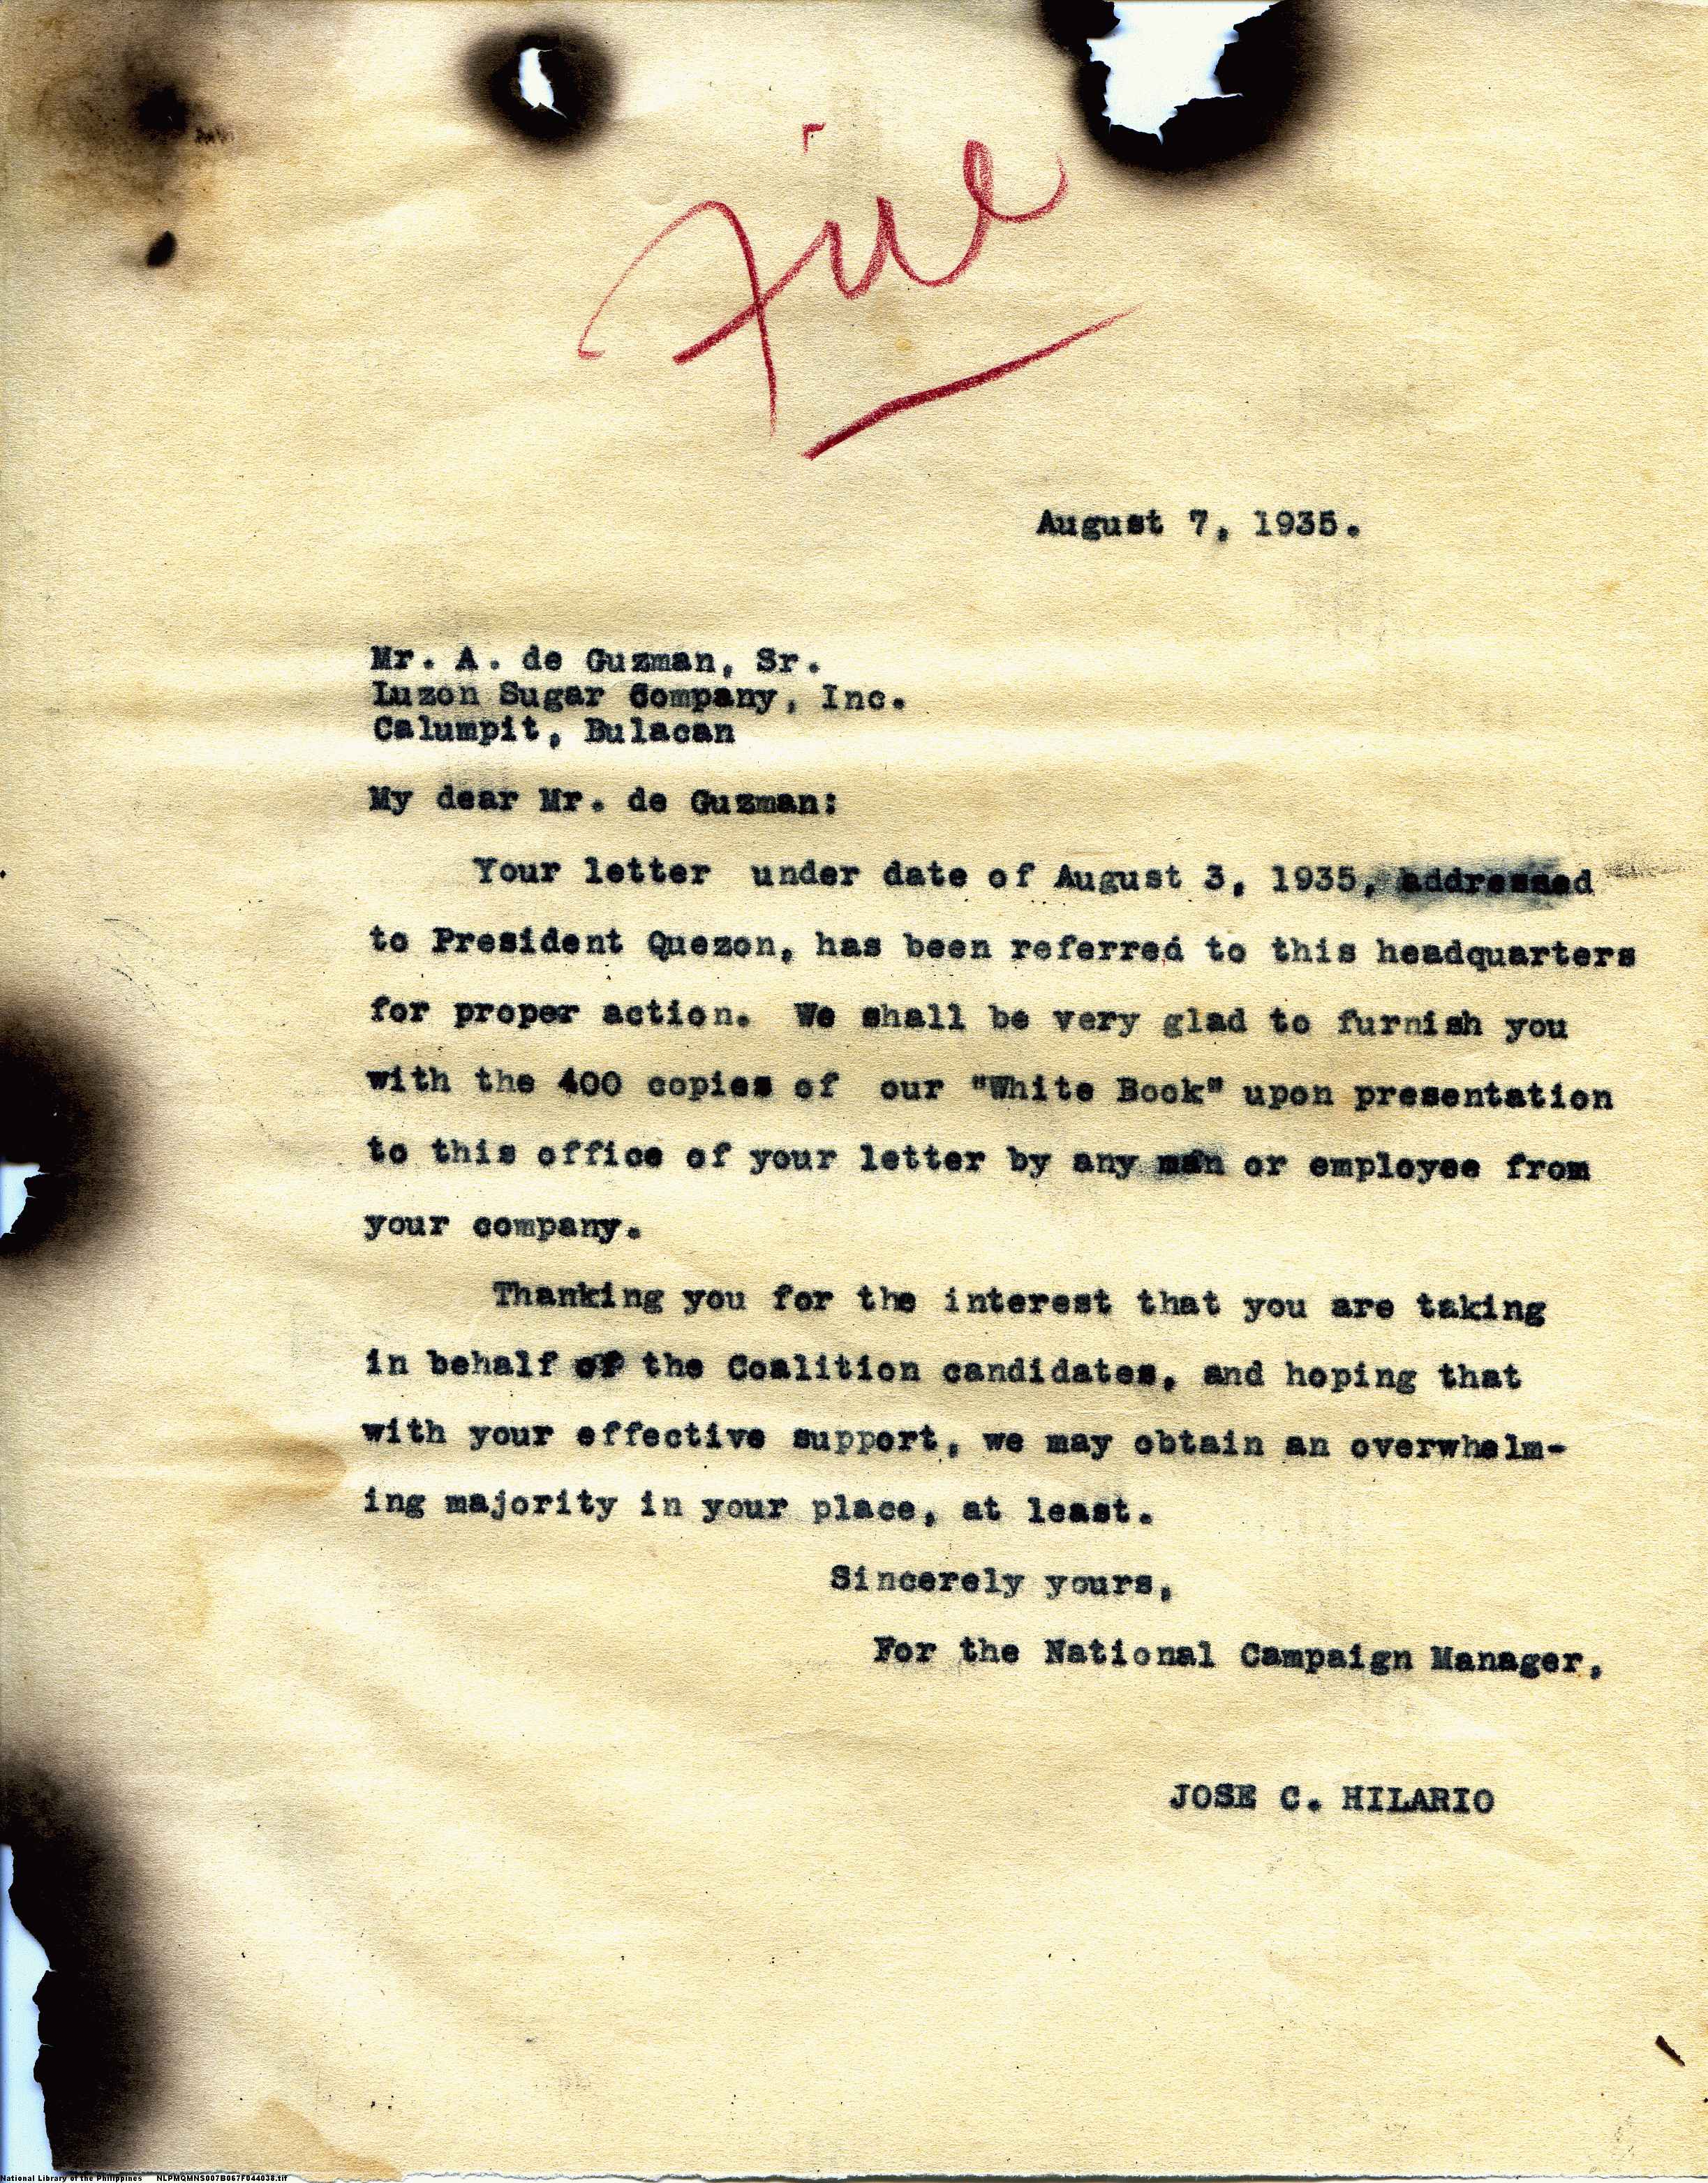 File
August 7, 1935.
Mr. A. de Guzman, Sr.
Luzon Sugar Company, Inc.
Calumpit, Bulacan
My dear Mr. de Guzman:
Your letter under date of August 3, 1935, addressed
to President Quezon, has been referred to this headquarters
for proper action. We shall be very glad to furnish you
with the 400 copies of our "White Book" upon presentation
to this office of your letter by any man or employee from
your company.
Thanking you for the interest that you are taking
in behalf of the Coalition candidates, and hoping that
with your effective support, we may obtain an overwhelm-
ing majority in your place, at least.
Sincerely yours,
For the National Campaign Manager,
JOSE C. HILARIO
National Library of the Philippines NLPMQMNS007B067F044038.tif